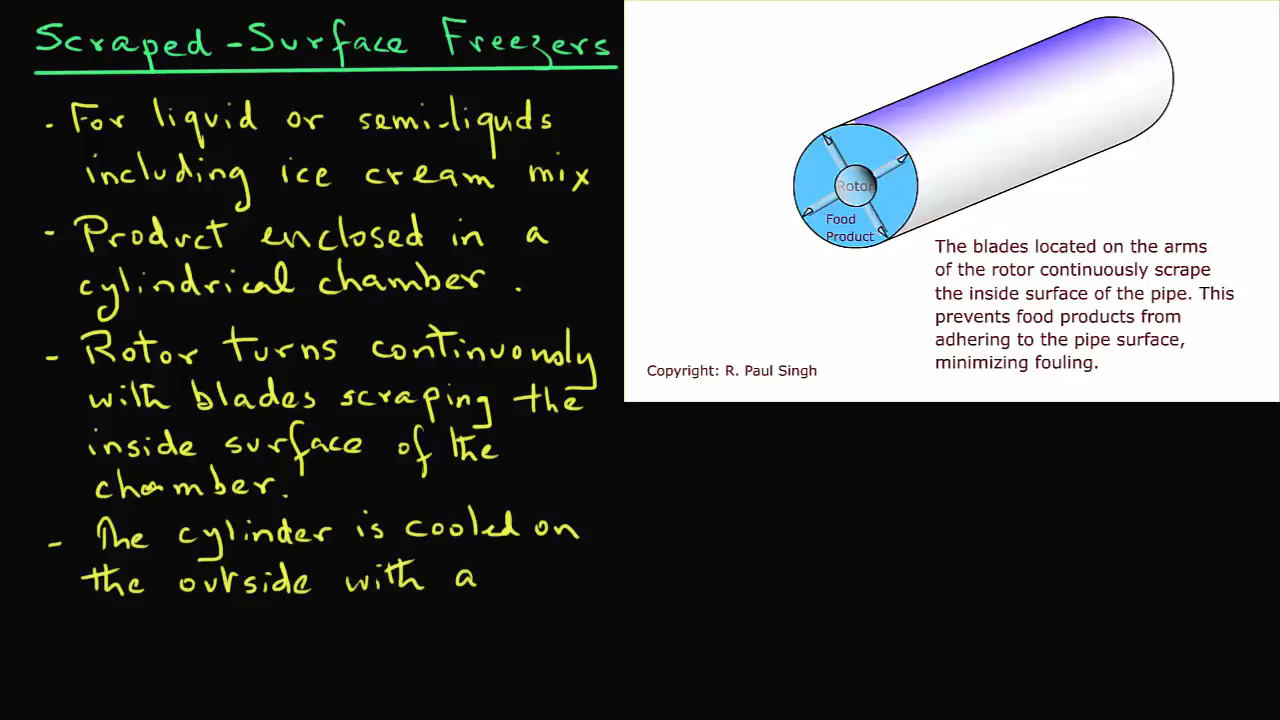 Scraped-Surface Freezers
- For liquid or semi-liquids
including ice cream mix
- Product enclosed in a
cylindrical chamber.
- Rotor turns continuously
with blades scraping the
inside surface of the
chamber.
- The cylinder is cooled on
the outside with a
Rotor
Food
Product
The blades located on the arms
of the rotor continuously scrape
the inside surface of the pipe. This
prevents food products from
adhering to the pipe surface,
minimizing fouling.
Copyright: R. Paul Singh